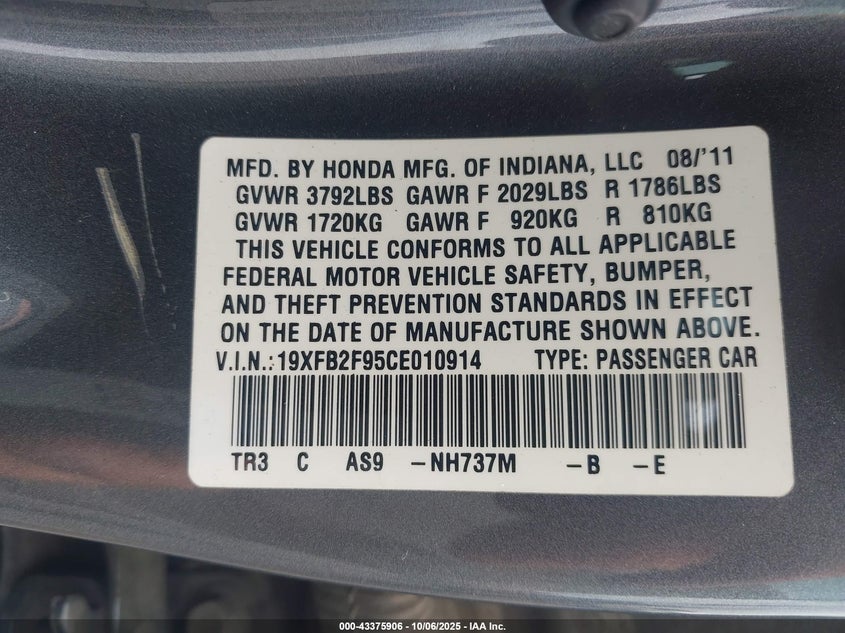 MFD. BY HONDA MFG. OF INDIANA, LLC 08/'11
GVWR 3792LBS GAWR F 2029LBS R 1786LBS
GVWR 1720KG GAWR F 920KG R 810KG
THIS VEHICLE CONFORMS TO ALL APPLICABLE
FEDERAL MOTOR VEHICLE SAFETY, BUMPER,
AND THEFT PREVENTION STANDARDS IN EFFECT
ON THE DATE OF MANUFACTURE SHOWN ABOVE.
V.I.N.:19XFB2F95CE010914 TYPE: PASSENGER CAR
TR3 C AS9 -NH737M -B -E
000-43375906 - 10/06/2025 - IAA Inc.